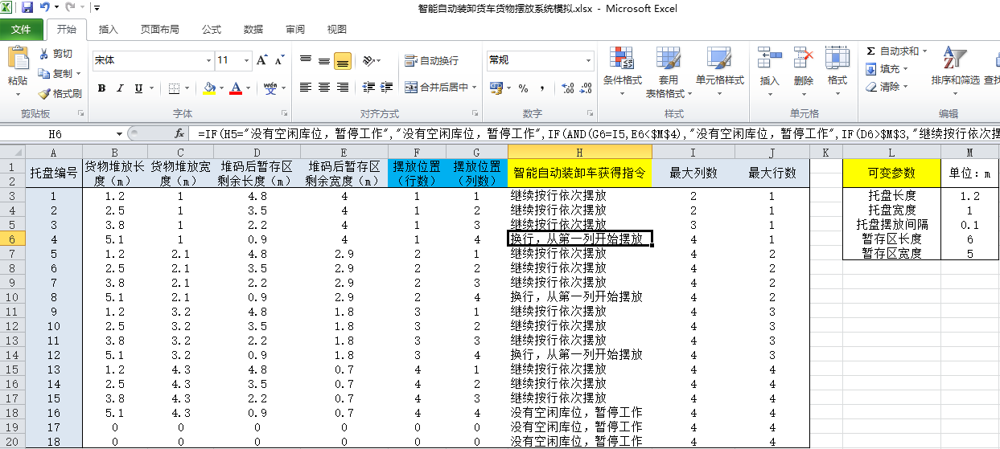 智能自动装卸货车货物摆放系统模拟.xlsx - Microsoft Excel
文件 开始 插入 页面布局 公式 数据 审阅 视图
粘贴 剪切 复制 格式刷
宋体 11 自动换行 常规
B I U 合并后居中
条件格式 套用表格格式 单元格样式 插入 删除 格式
Σ 自动求和 填充 清除 排序和筛选
剪贴板 字体 对齐方式 数字 样式 单元格 编辑
H6 fx =IF(H5="没有空闲库位，暂停工作","没有空闲库位，暂停工作",IF(AND(G6=I5,E6<$M$4),"没有空闲库位，暂停工作",IF(D6>$M$3,"继续按行依次摆
A B C D E F G H I J K L M
1 2 托盘编号 货物堆放长度（m） 货物堆放宽度（m） 堆码后暂存区剩余长度（m） 堆码后暂存区剩余宽度（m） 摆放位置（行数） 摆放位置（列数） 智能自动装卸车获得指令 最大列数 最大行数 可变参数 单位：m
3 1 1.2 1 4.8 4 1 1 继续按行依次摆放 2 1 托盘长度 1.2
4 2 2.5 1 3.5 4 1 2 继续按行依次摆放 2 1 托盘宽度 1
5 3 3.8 1 2.2 4 1 3 继续按行依次摆放 3 1 托盘摆放间隔 0.1
6 4 5.1 1 0.9 4 1 4 换行，从第一列开始摆放 4 1 暂存区长度 6
7 5 1.2 2.1 4.8 2.9 2 1 继续按行依次摆放 4 2 暂存区宽度 5
8 6 2.5 2.1 3.5 2.9 2 2 继续按行依次摆放 4 2
9 7 3.8 2.1 2.2 2.9 2 3 继续按行依次摆放 4 2
10 8 5.1 2.1 0.9 2.9 2 4 换行，从第一列开始摆放 4 2
11 9 1.2 3.2 4.8 1.8 3 1 继续按行依次摆放 4 3
12 10 2.5 3.2 3.5 1.8 3 2 继续按行依次摆放 4 3
13 11 3.8 3.2 2.2 1.8 3 3 继续按行依次摆放 4 3
14 12 5.1 3.2 0.9 1.8 3 4 换行，从第一列开始摆放 4 3
15 13 1.2 4.3 4.8 0.7 4 1 继续按行依次摆放 4 4
16 14 2.5 4.3 3.5 0.7 4 2 继续按行依次摆放 4 4
17 15 3.8 4.3 2.2 0.7 4 3 继续按行依次摆放 4 4
18 16 5.1 4.3 0.9 0.7 4 4 没有空闲库位，暂停工作 4 4
19 17 0 0 0 0 0 0 没有空闲库位，暂停工作 4 4
20 18 0 0 0 0 0 0 没有空闲库位，暂停工作 4 4